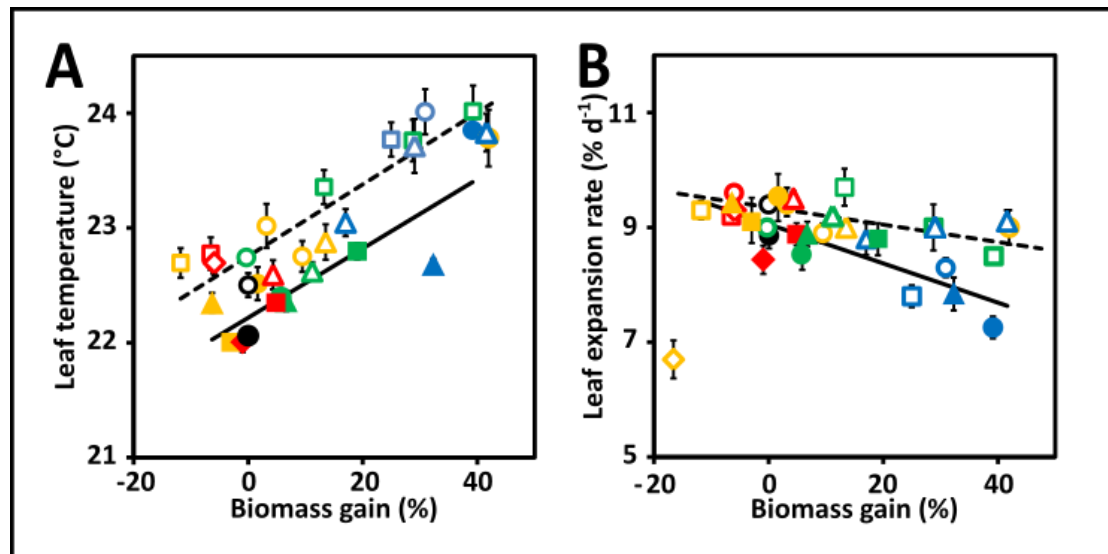 A
Leaf temperature (°C)
24
23
22
21
-20
0
20
40
Biomass gain (%)
B
Leaf expansion rate (% d⁻¹)
11
9
7
5
-20
0
20
40
Biomass gain (%)